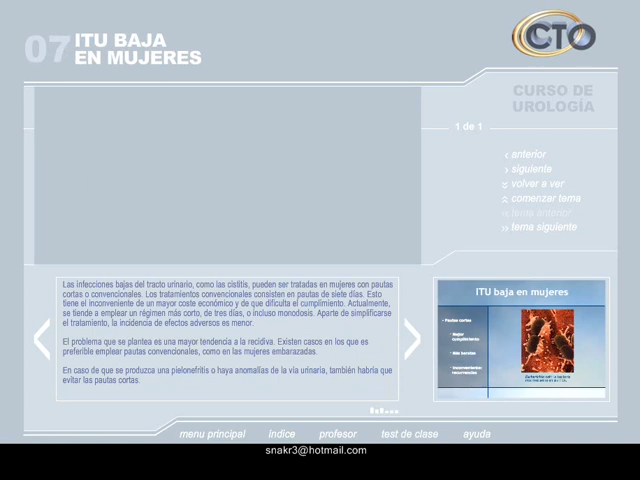 07 ITU BAJA
EN MUJERES
CTO
CURSO DE
UROLOGÍA
1 de 1
anterior
siguiente
volver a ver
comenzar tema
tema anterior
tema siguiente
Las infecciones bajas del tracto urinario, como las cistitis, pueden ser tratadas en mujeres con pautas
cortas o convencionales. Los tratamientos convencionales consisten en pautas de siete días. Esto
tiene el inconveniente de un mayor coste económico y de que dificulta el cumplimiento. Actualmente,
se tiende a emplear un régimen más corto, de tres días, o incluso monodosis. Aparte de simplificarse
el tratamiento, la incidencia de efectos adversos es menor.
El problema que se plantea es una mayor tendencia a la recidiva. Existen casos en los que es
preferible emplear pautas convencionales, como en las mujeres embarazadas.
En caso de que se produzca una pielonefritis o haya anomalías de la vía urinaria, también habría que
evitar las pautas cortas.
ITU baja en mujeres
- Pautas cortas
Mejor
cumplimiento
Más baratas
menu principal indice profesor test de clase ayuda
snakr3@hotmail.com